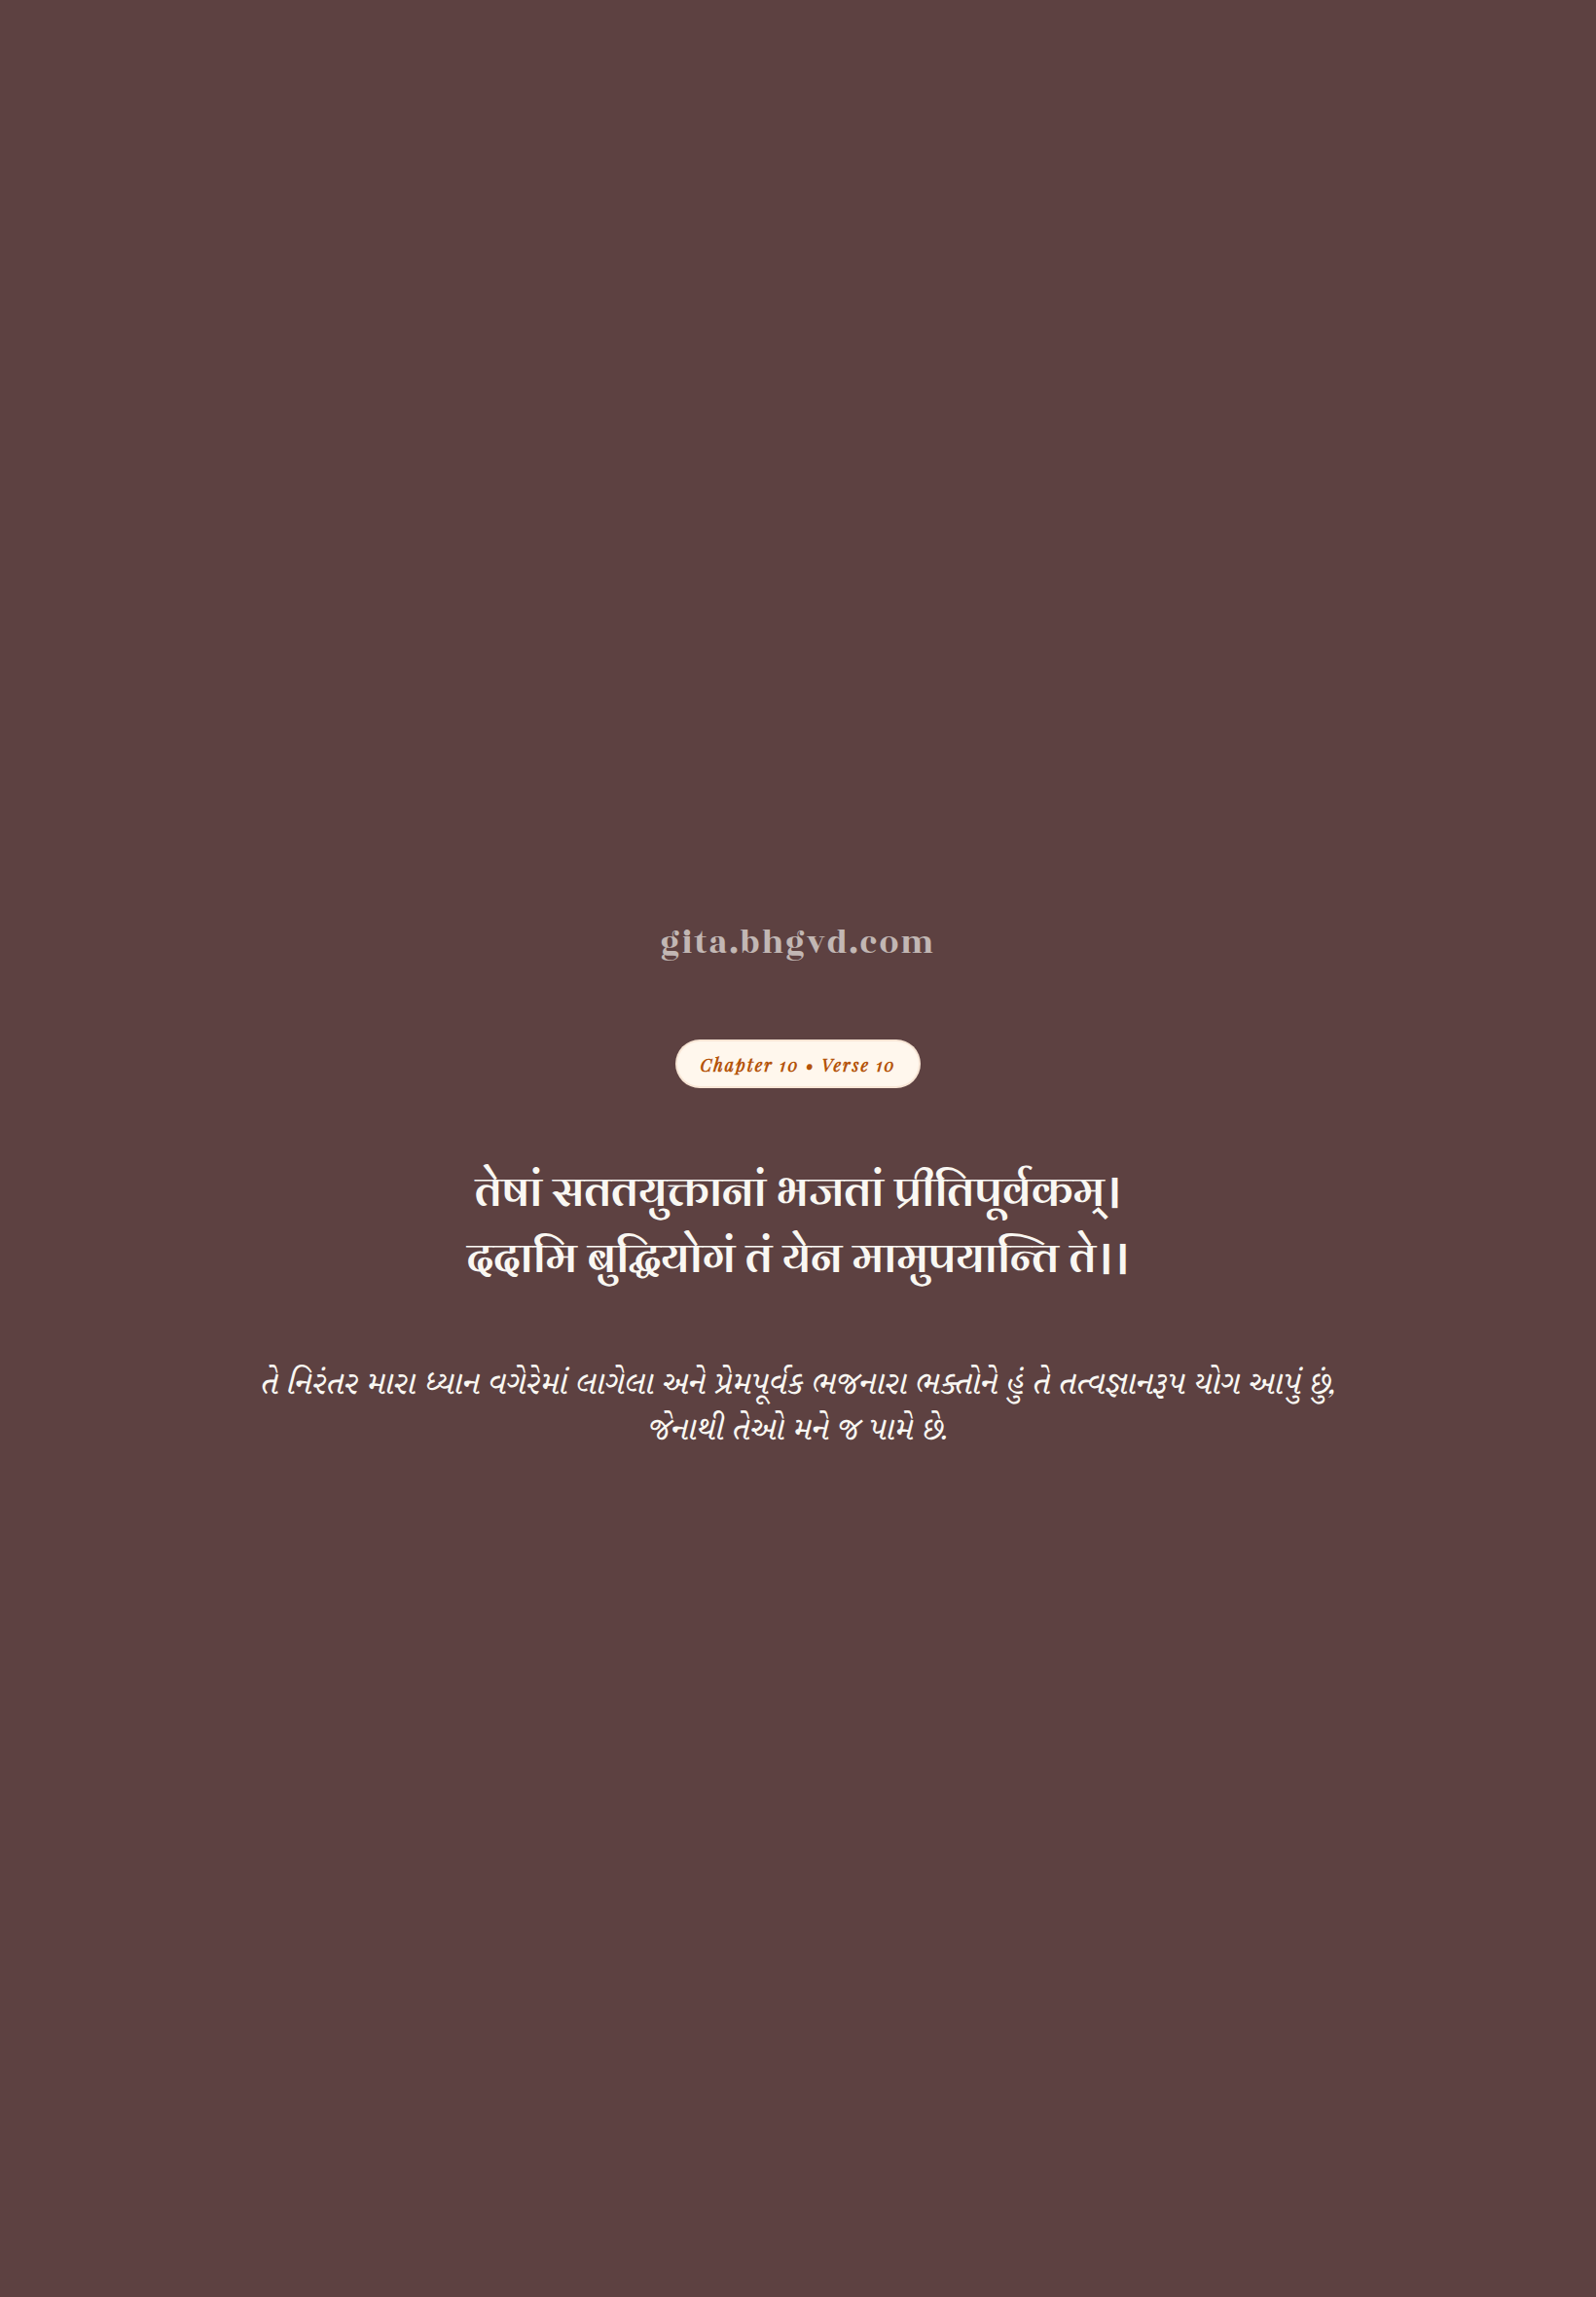 gita.bhgvd.com
Chapter 10 • Verse 10
तेषां सततयुक्तानां भजतां प्रीतिपूर्वकम्।
ददामि बुद्धियोगं तं येन मामुपयान्ति ते।।
તે નિરંતર મારા ધ્યાન વગેરેમાં લાગેલા અને પ્રેમપૂર્વક ભજનારા ભક્તોને હું તે તત્વજ્ઞાનરૂપ યોગ આપું છું,
જેનાથી તેઓ મને જ પામે છે.